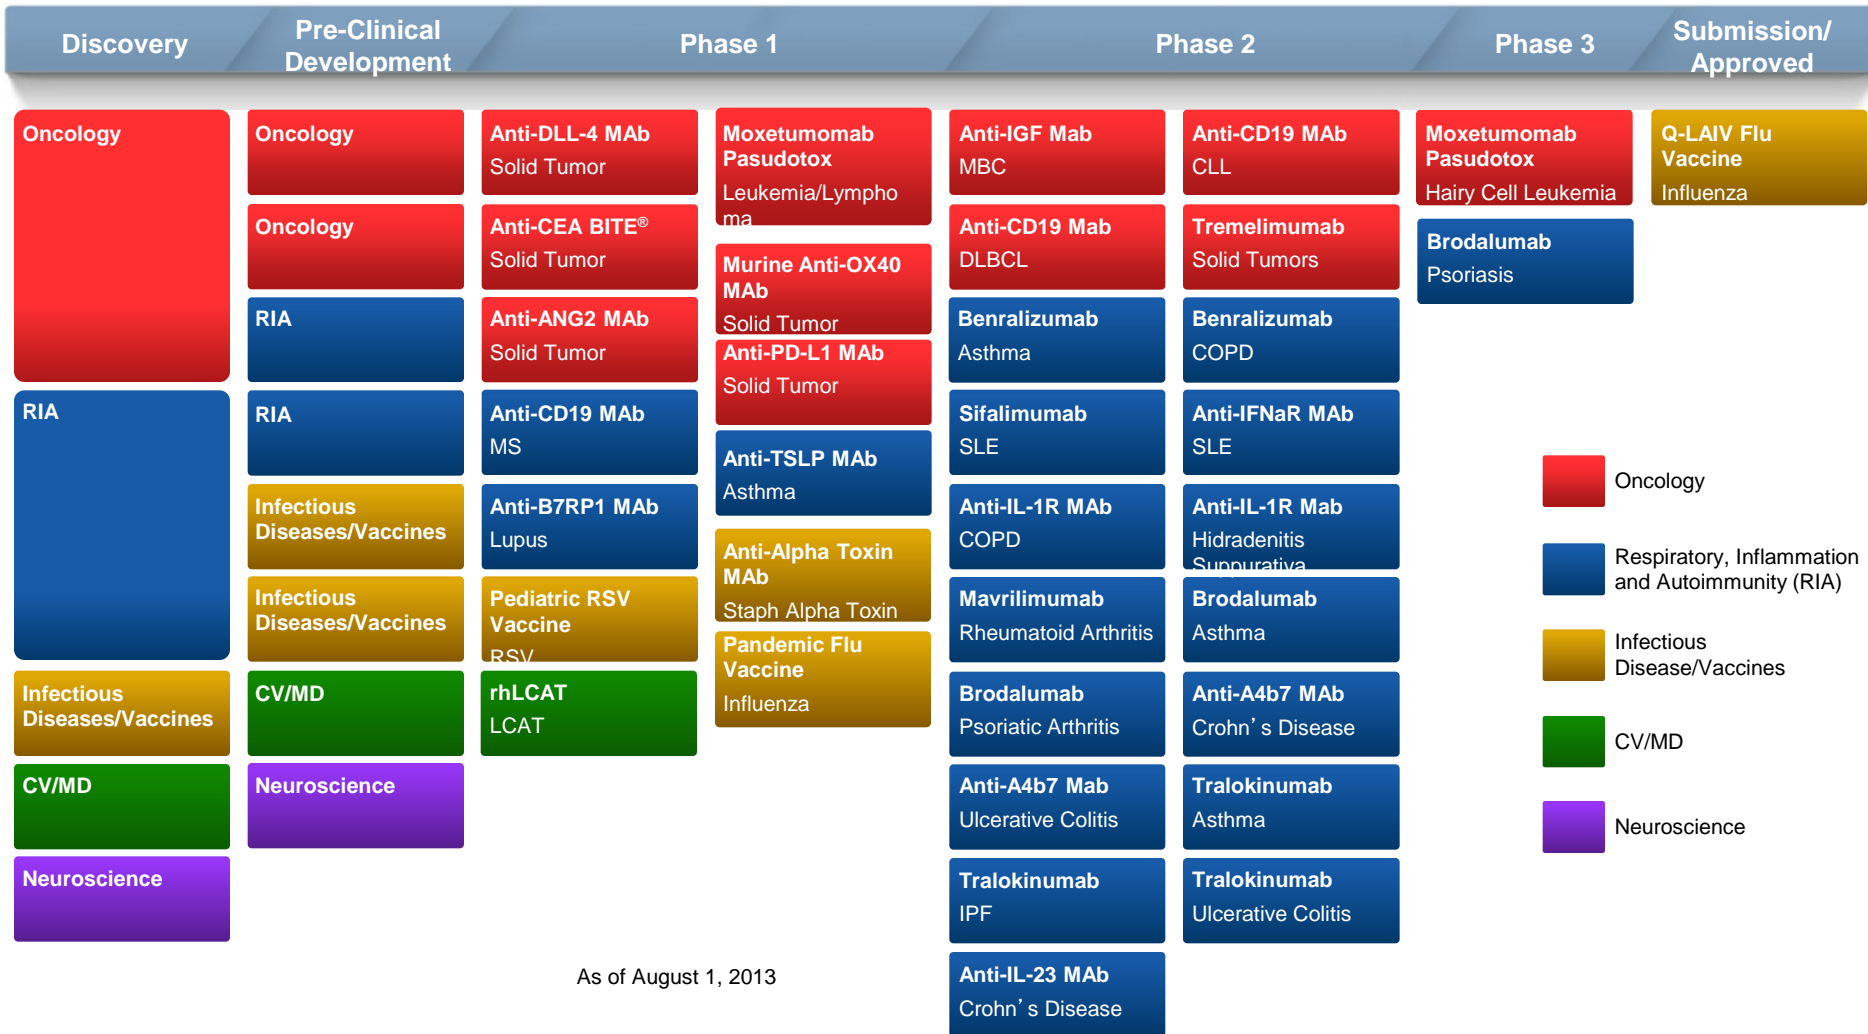 Discovery
Pre-Clinical
Development
Phase 1
Phase 2
Phase 3
Submission/
Approved
Oncology
RIA
Infectious
Diseases/Vaccines
CV/MD
Neuroscience
Oncology
Oncology
RIA
RIA
Infectious
Diseases/Vaccines
Infectious
Diseases/Vaccines
CV/MD
Neuroscience
Anti-DLL-4 MAb
Solid Tumor
Anti-CEA BITE®
Solid Tumor
Anti-ANG2 MAb
Solid Tumor
Anti-CD19 MAb
MS
Anti-B7RP1 MAb
Lupus
Pediatric RSV
Vaccine
RSV
rhLCAT
LCAT
Moxetumomab
Pasudotox
Leukemia/Lympho
ma
Murine Anti-OX40
MAb
Solid Tumor
Anti-PD-L1 MAb
Solid Tumor
Anti-TSLP MAb
Asthma
Anti-Alpha Toxin
MAb
Staph Alpha Toxin
Pandemic Flu
Vaccine
Influenza
Anti-IGF Mab
MBC
Anti-CD19 Mab
DLBCL
Benralizumab
Asthma
Sifalimumab
SLE
Anti-IL-1R MAb
COPD
Mavrilimumab
Rheumatoid Arthritis
Brodalumab
Psoriatic Arthritis
Anti-A4b7 Mab
Ulcerative Colitis
Tralokinumab
IPF
Anti-IL-23 MAb
Crohn's Disease
Anti-CD19 MAb
CLL
Tremelimumab
Solid Tumors
Benralizumab
COPD
Anti-IFNaR MAb
SLE
Anti-IL-1R Mab
Hidradenitis
Suppurativa
Brodalumab
Asthma
Anti-A4b7 MAb
Crohn's Disease
Tralokinumab
Asthma
Tralokinumab
Ulcerative Colitis
Moxetumomab
Pasudotox
Hairy Cell Leukemia
Brodalumab
Psoriasis
Q-LAIV Flu
Vaccine
Influenza
Oncology
Respiratory, Inflammation
and Autoimmunity (RIA)
Infectious
Disease/Vaccines
CV/MD
Neuroscience
As of August 1, 2013